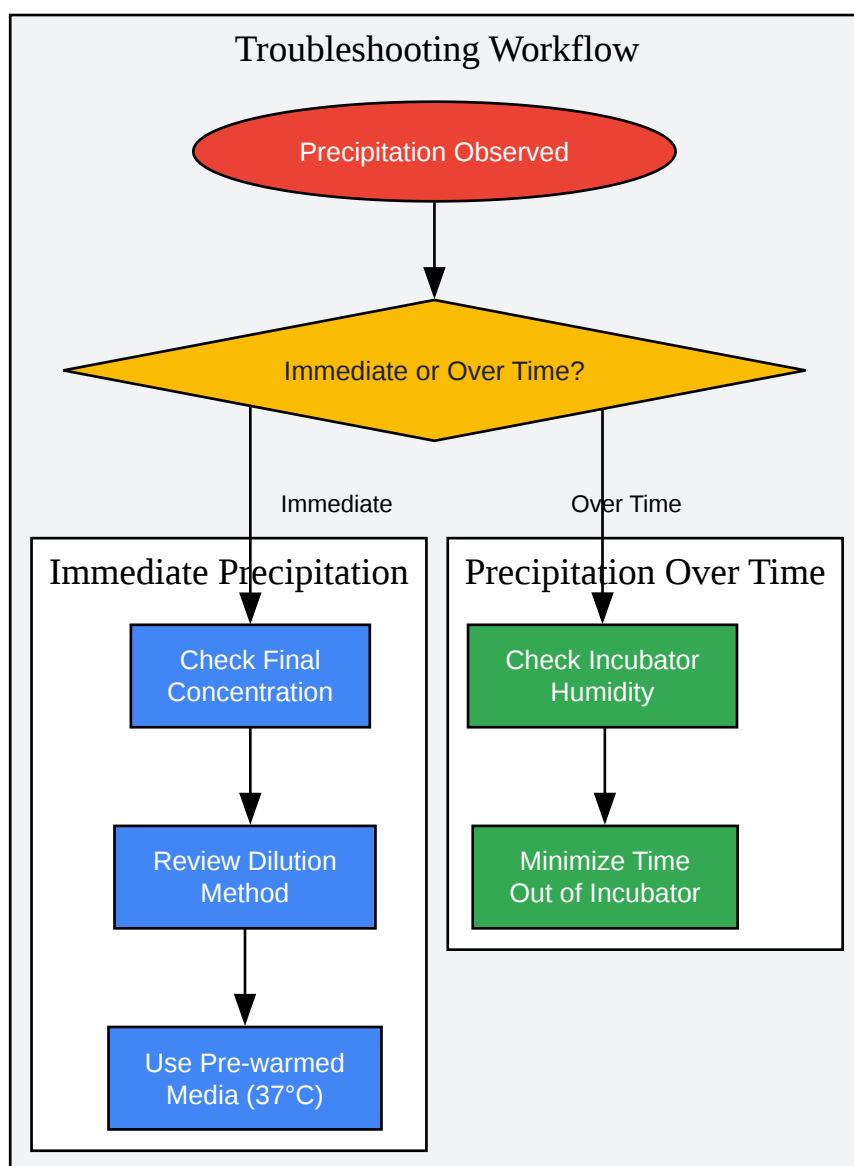 Troubleshooting Workflow
Precipitation Observed
Immediate or Over Time?
Immediate
Over Time
Immediate Precipitation
Check Final
Concentration
Review Dilution
Method
Use Pre-warmed
Media (37°C)
Precipitation Over Time
Check Incubator
Humidity
Minimize Time
Out of Incubator